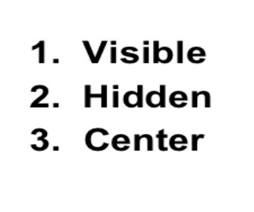 1. Visible
2. Hidden
3. Center